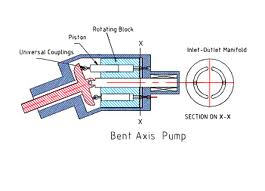 Rotating Block
Piston
Universal Couplings
X
Inlet-Outlet Manifold
X
SECTION ON X-X
Bent Axis Pump